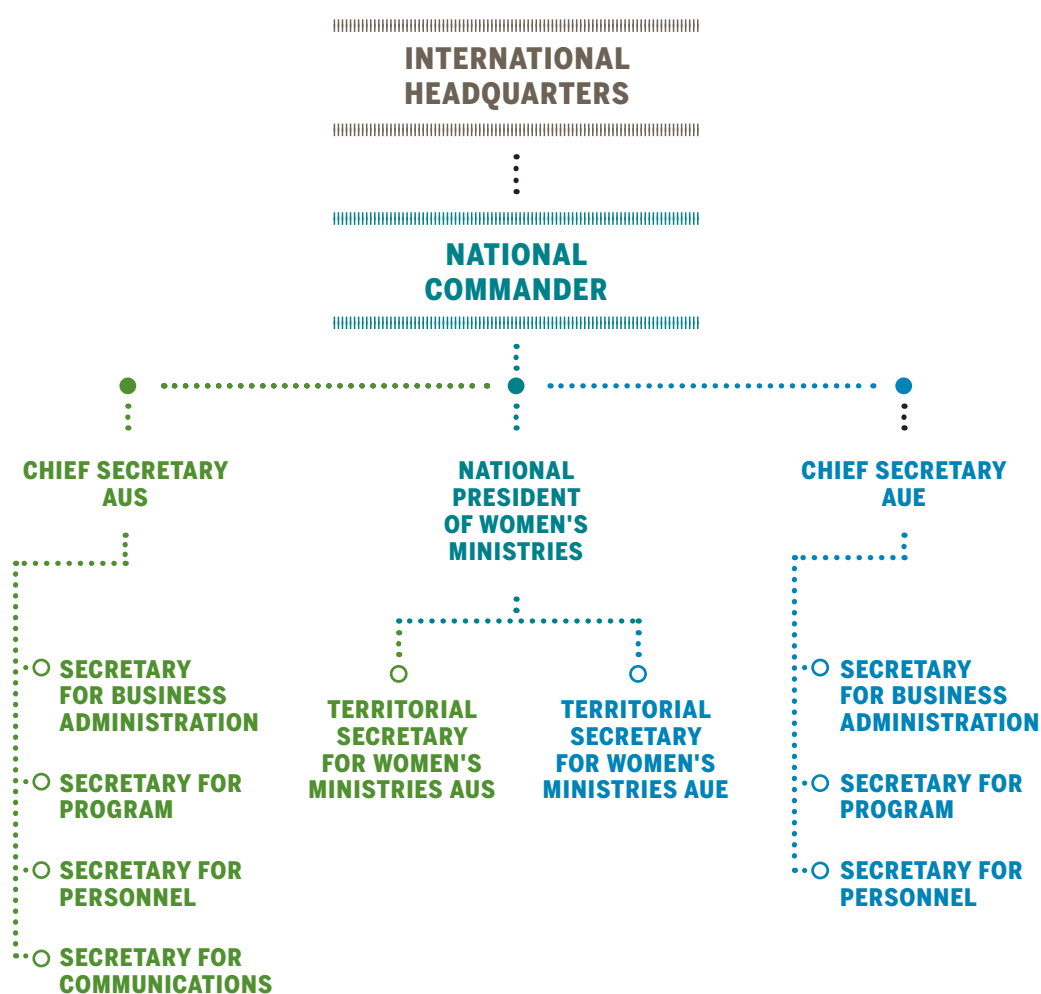 INTERNATIONAL
HEADQUARTERS
NATIONAL
COMMANDER
CHIEF SECRETARY
AUS
NATIONAL
PRESIDENT
OF WOMEN'S
MINISTRIES
CHIEF SECRETARY
AUE
SECRETARY
FOR BUSINESS
ADMINISTRATION
SECRETARY FOR
PROGRAM
SECRETARY FOR
PERSONNEL
SECRETARY FOR
COMMUNICATIONS
TERRITORIAL
SECRETARY
FOR WOMEN'S
MINISTRIES AUS
TERRITORIAL
SECRETARY
FOR WOMEN'S
MINISTRIES AUE
SECRETARY
FOR BUSINESS
ADMINISTRATION
SECRETARY FOR
PROGRAM
SECRETARY FOR
PERSONNEL